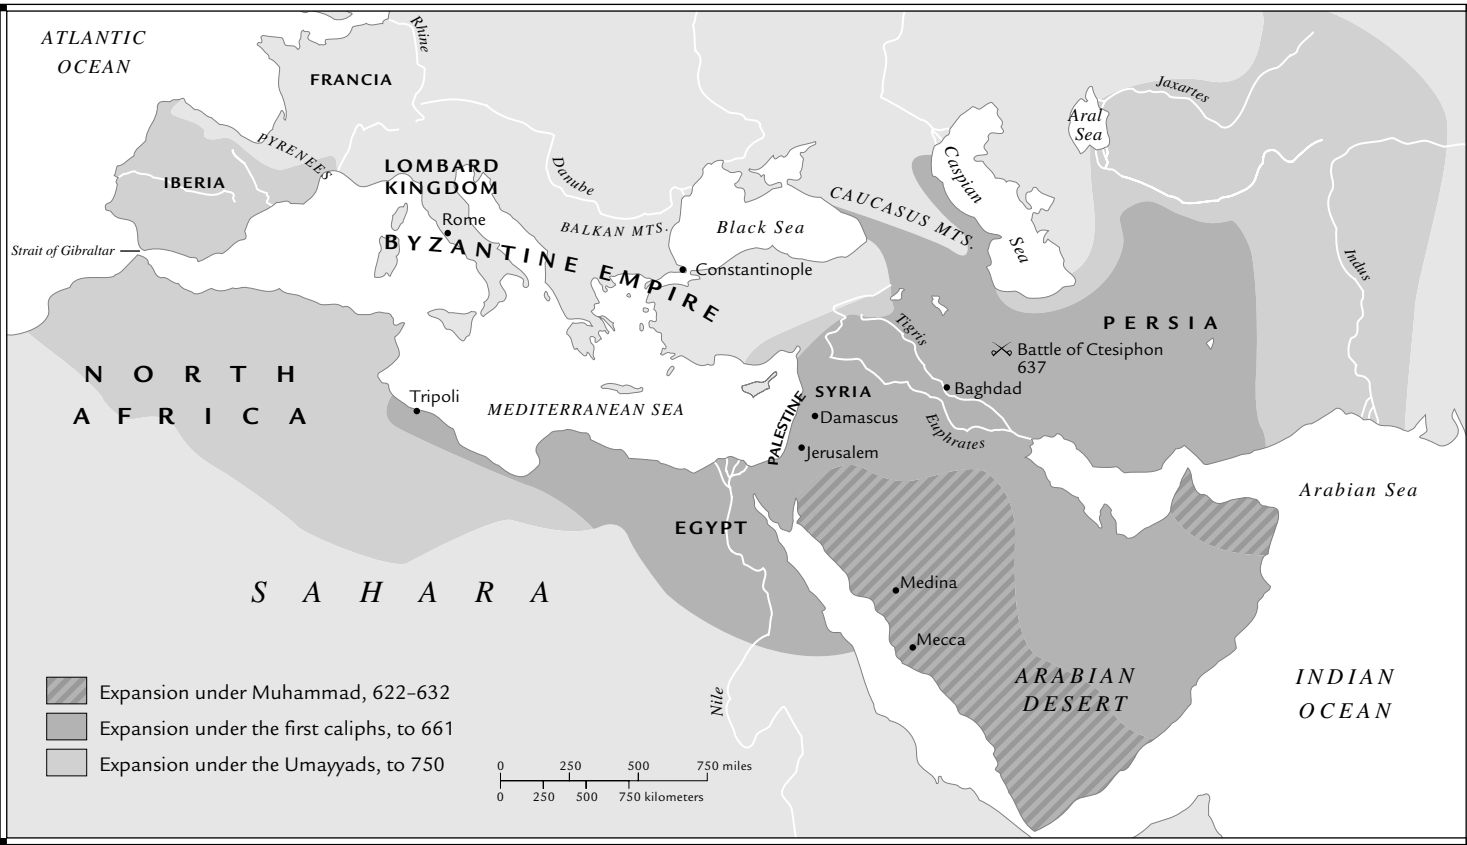 ATLANTIC
OCEAN
Rhine
FRANCIA
Jaxartes
Aral
Sea
PYRENEES
LOMBARD
KINGDOM
Danube
IBERIA
Caspian
Sea
CAUCASUS MTS.
Rome
BALKAN MTS.
Black Sea
Strait of Gibraltar
BYZANTINE EMPIRE
Constantinople
Indus
Tigris
PERSIA
Battle of Ctesiphon
637
NORTH
AFRICA
Tripoli
MEDITERRANEAN SEA
SYRIA
Baghdad
PALESTINE
Damascus
Euphrates
Jerusalem
Arabian Sea
EGYPT
SAHARA
Medina
Mecca
ARABIAN
DESERT
INDIAN
OCEAN
Nile
Expansion under Muhammad, 622–632
Expansion under the first caliphs, to 661
Expansion under the Umayyads, to 750
0 250 500 750 miles
0 250 500 750 kilometers